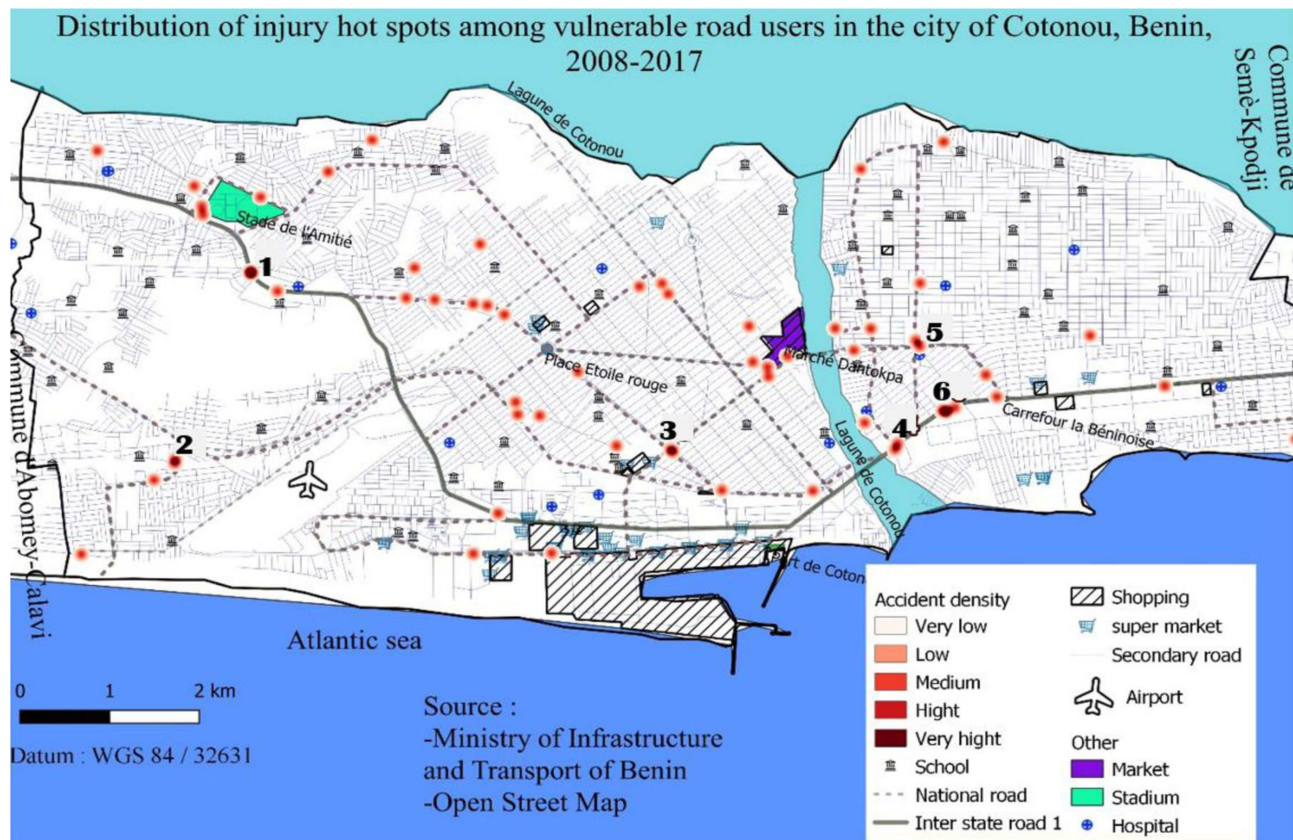 Distribution of injury hot spots among vulnerable road users in the city of Cotonou, Benin,
2008-2017
Commune de
Semè-Kpodji
Lagune de Cotonou
Stade de l'Amitié
1
5
Place Etoile rouge
Marché Dantokpa
6
2
3
4
Carrefour la Béninoise
Lagune de Cotonou
Commune d'Abomey-Calavi
Port de Cotonou
Atlantic sea
0 1 2 km
Datum : WGS 84 / 32631
Source :
-Ministry of Infrastructure
and Transport of Benin
-Open Street Map
Accident density
Very low
Low
Medium
Hight
Very hight
School
National road
Inter state road 1
Shopping
super market
Secondary road
Airport
Other
Market
Stadium
Hospital